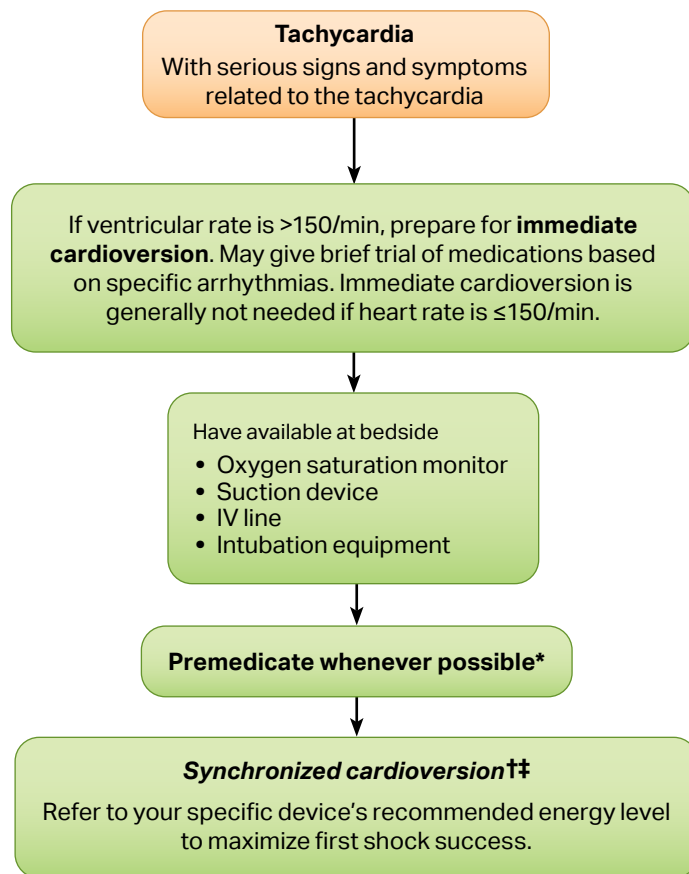 Tachycardia
With serious signs and symptoms
related to the tachycardia
If ventricular rate is >150/min, prepare for immediate
cardioversion. May give brief trial of medications based
on specific arrhythmias. Immediate cardioversion is
generally not needed if heart rate is ≤150/min.
Have available at bedside
• Oxygen saturation monitor
• Suction device
• IV line
• Intubation equipment
Premedicate whenever possible*
Synchronized cardioversion†‡
Refer to your specific device’s recommended energy level
to maximize first shock success.